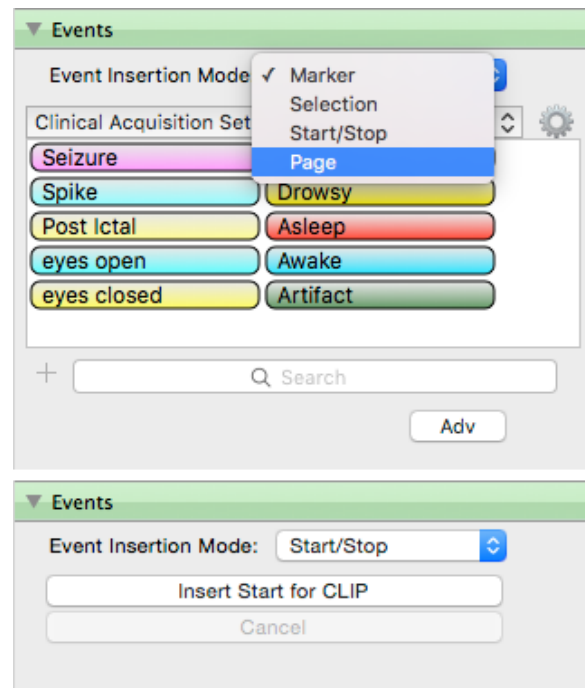 Events
Event Insertion Mode ✓ Marker
Selection
Start/Stop
Page
Clinical Acquisition Set
Seizure
Spike Drowsy
Post Ictal Asleep
eyes open Awake
eyes closed Artifact
Search
Adv
Events
Event Insertion Mode: Start/Stop
Insert Start for CLIP
Cancel